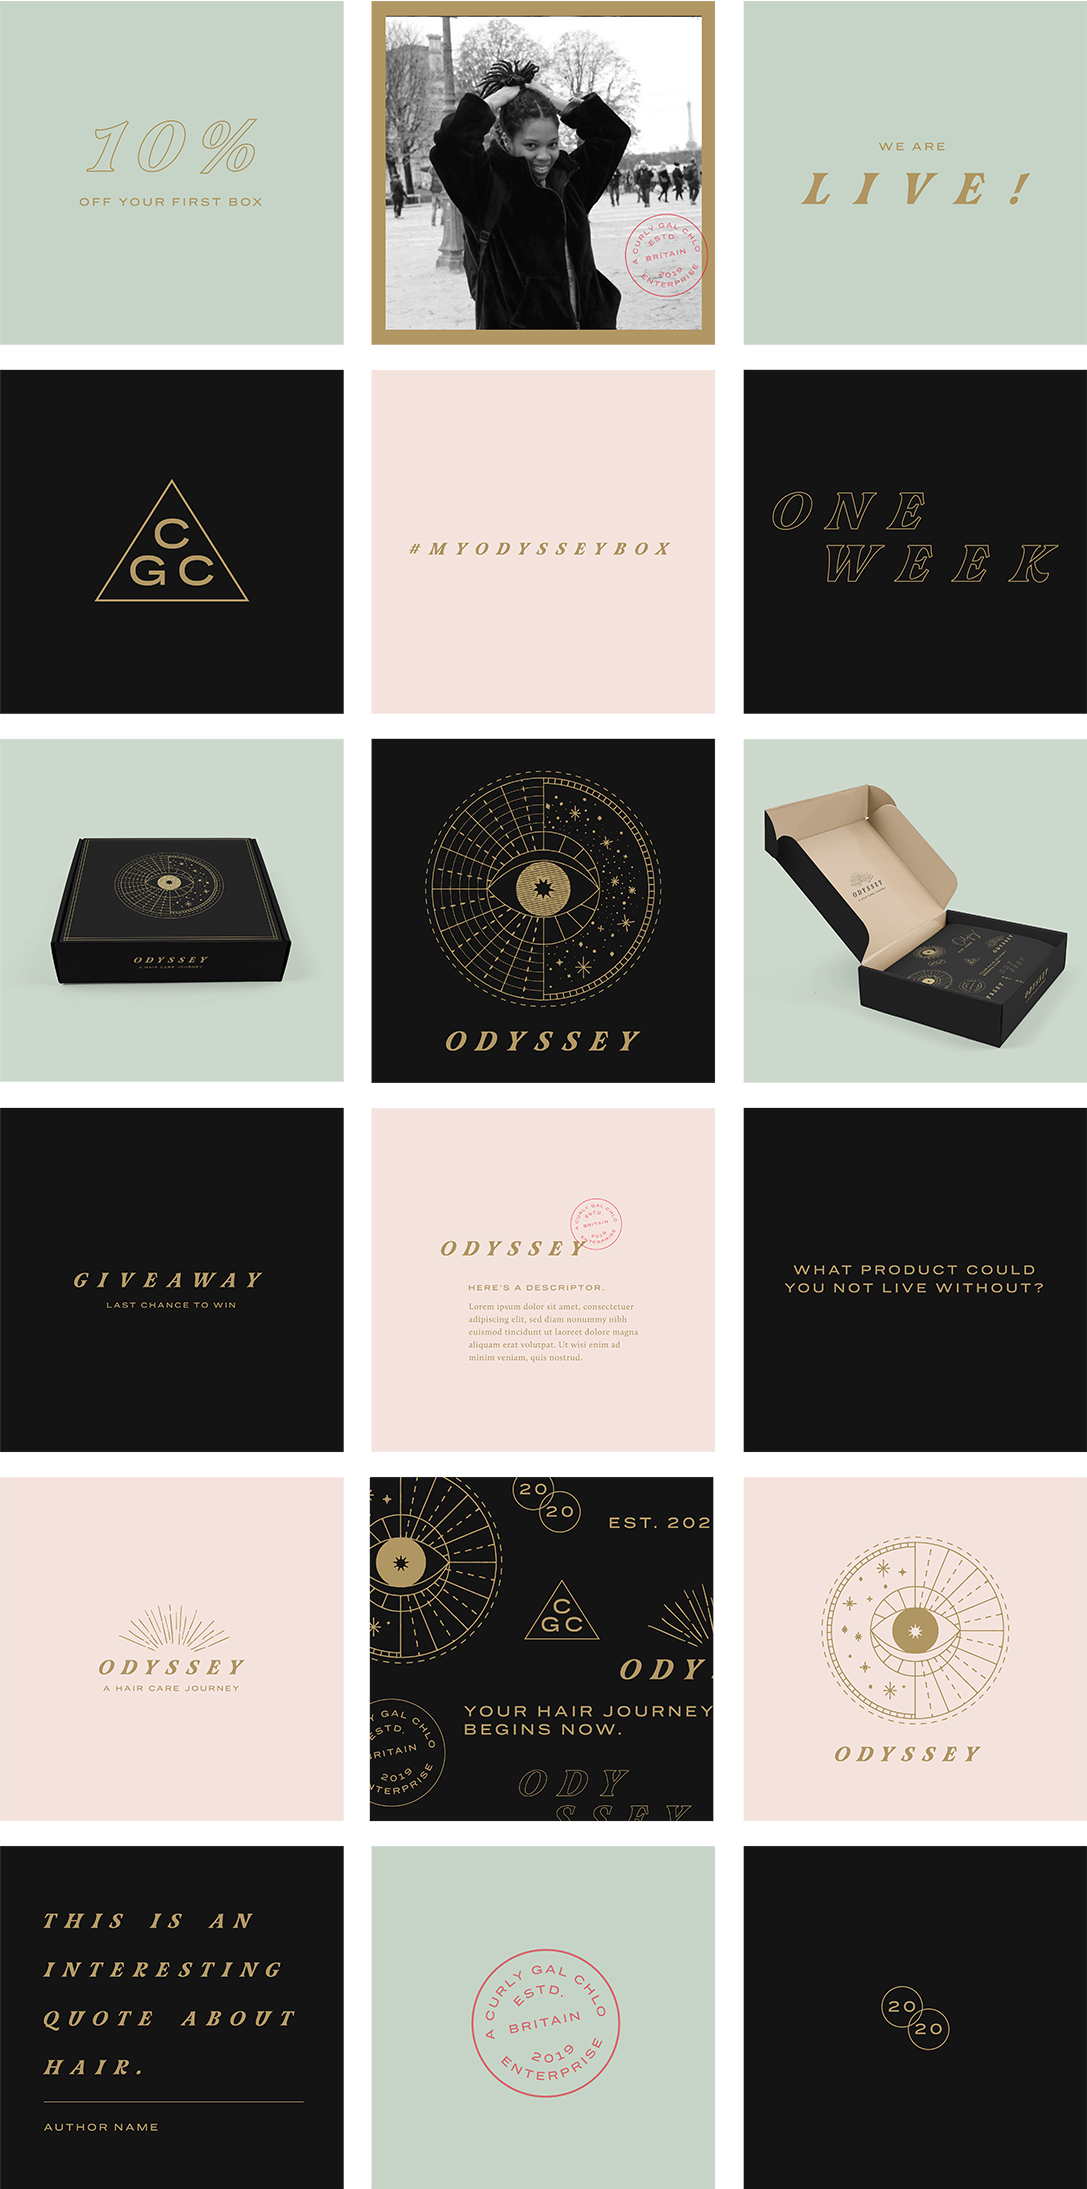 10%
OFF YOUR FIRST BOX
A CURLY GAL CHLO
ESTD.
BRITAIN
2019
ENTERPRISE
WE ARE
LIVE!
C
GC
#MYODYSSEYBOX
ONE
WEEK
ODYSSEY
A HAIR CARE JOURNEY
ODYSSEY
ODYSSEY
ODYSSEY
GIVEAWAY
LAST CHANCE TO WIN
A CURLY GAL CHLO
ESTD.
BRITAIN
2019
ENTERPRISE
ODYSSEY
HERE'S A DESCRIPTOR.
Lorem ipsum dolor sit amet, consectetuer
adipiscing elit, sed diam nonummy nibh
euismod tincidunt ut laoreet dolore magna
aliquam erat volutpat. Ut wisi enim ad
minim veniam, quis nostrud.
WHAT PRODUCT COULD
YOU NOT LIVE WITHOUT?
ODYSSEY
A HAIR CARE JOURNEY
20
20
EST. 202
C
GC
ODY
YOUR HAIR JOURNEY
BEGINS NOW.
Y GAL CHLO
ESTD.
BRITAIN
2019
NTERPRISE
ODY
SSEY
ODYSSEY
THIS IS AN
INTERESTING
QUOTE ABOUT
HAIR.
AUTHOR NAME
A CURLY GAL CHLO
ESTD.
BRITAIN
2019
ENTERPRISE
20
20